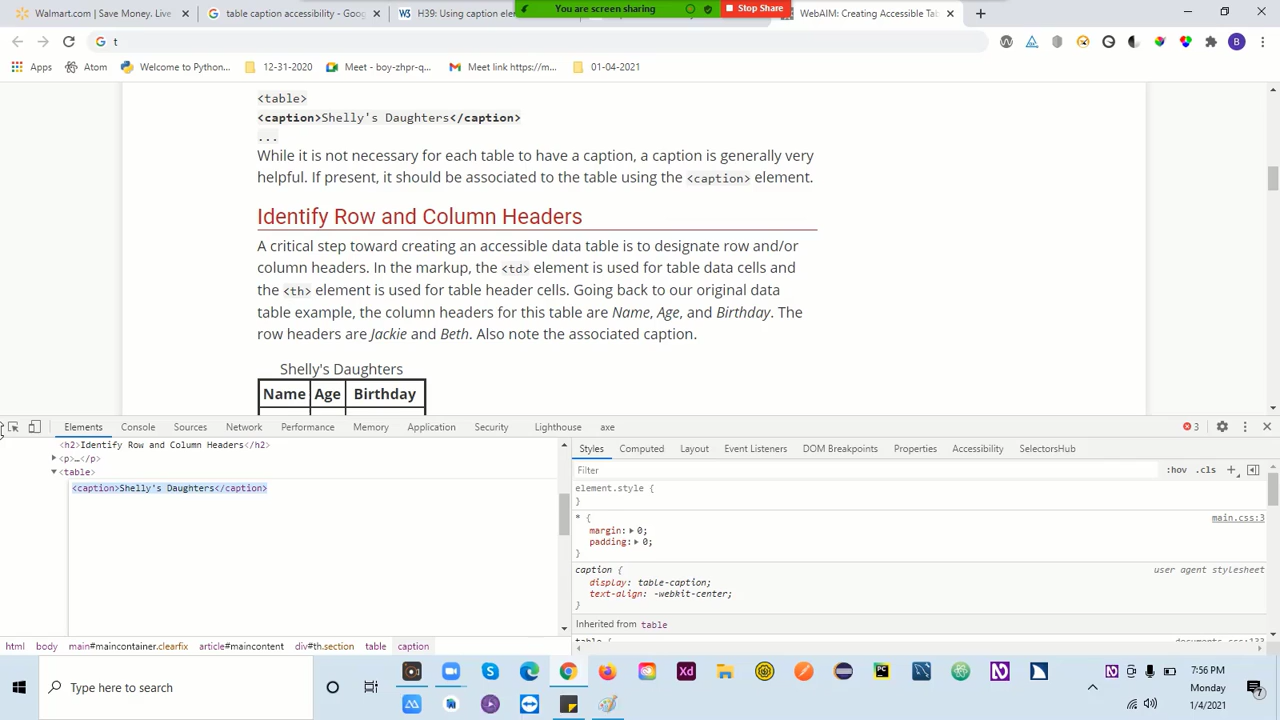 Walmart.com | Save Money. Live
table caption accessibility - Goog
H39: Using caption elem
You are screen sharing
Stop Share
WebAIM: Creating Accessible Tab
t
Apps
Atom
Welcome to Python...
12-31-2020
Meet - boy-zhpr-q...
Meet link https://m...
01-04-2021
B
<table>
<caption>Shelly's Daughters</caption>
...
While it is not necessary for each table to have a caption, a caption is generally very
helpful. If present, it should be associated to the table using the <caption> element.
Identify Row and Column Headers
A critical step toward creating an accessible data table is to designate row and/or
column headers. In the markup, the <td> element is used for table data cells and
the <th> element is used for table header cells. Going back to our original data
table example, the column headers for this table are Name, Age, and Birthday. The
row headers are Jackie and Beth. Also note the associated caption.
Shelly's Daughters
Name Age Birthday
Elements Console Sources Network Performance Memory Application Security Lighthouse axe 3
<h2>Identify Row and Column Headers</h2>
<p>…</p>
<table>
<caption>Shelly's Daughters</caption>
html body main#maincontainer.clearfix article#maincontent div#th.section table caption
Styles Computed Layout Event Listeners DOM Breakpoints Properties Accessibility SelectorsHub
Filter :hov .cls
element.style {
}
* { main.css:3
margin: 0;
padding: 0;
}
caption { user agent stylesheet
display: table-caption;
text-align: -webkit-center;
}
Inherited from table
table { documents.css:133
Type here to search
7:56 PM
Monday
1/4/2021
7